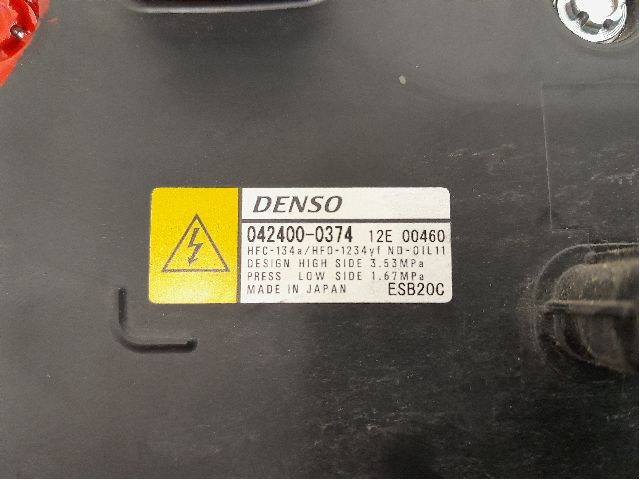 DENSO
042400-0374 12E 00460
HFC-134a/HFO-1234yf ND-OIL11
DESIGN HIGH SIDE 3.53MPa
PRESS LOW SIDE 1.67MPa
MADE IN JAPAN ESB20C